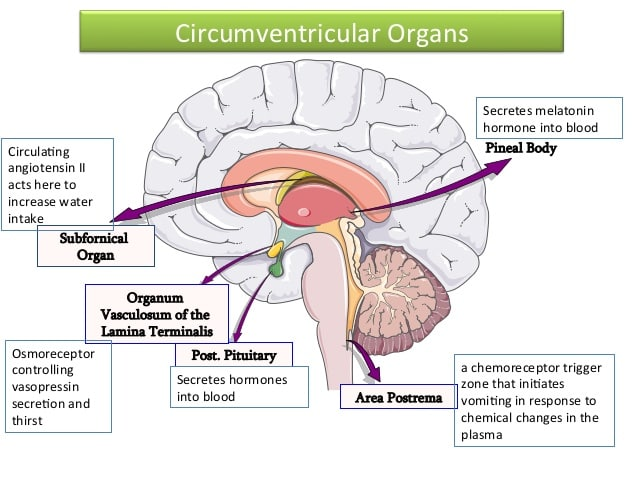 Circumventricular Organs
Secretes melatonin
hormone into blood
Pineal Body
Circulating
angiotensin II
acts here to
increase water
intake
Subfornical
Organ
Organum
Vasculosum of the
Lamina Terminalis
Osmoreceptor
controlling
vasopressin
secretion and
thirst
Post. Pituitary
Secretes hormones
into blood
Area Postrema
a chemoreceptor trigger
zone that initiates
vomiting in response to
chemical changes in the
plasma